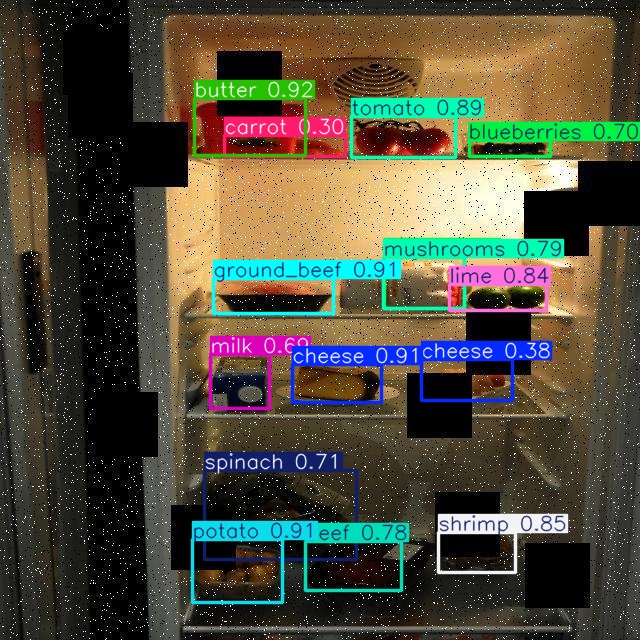 butter 0.92
carrot 0.30
tomato 0.89
blueberries 0.70
mushrooms 0.79
ground_beef 0.91
lime 0.84
milk 0.69
cheese 0.91
cheese 0.38
spinach 0.71
potato 0.91
eef 0.78
shrimp 0.85